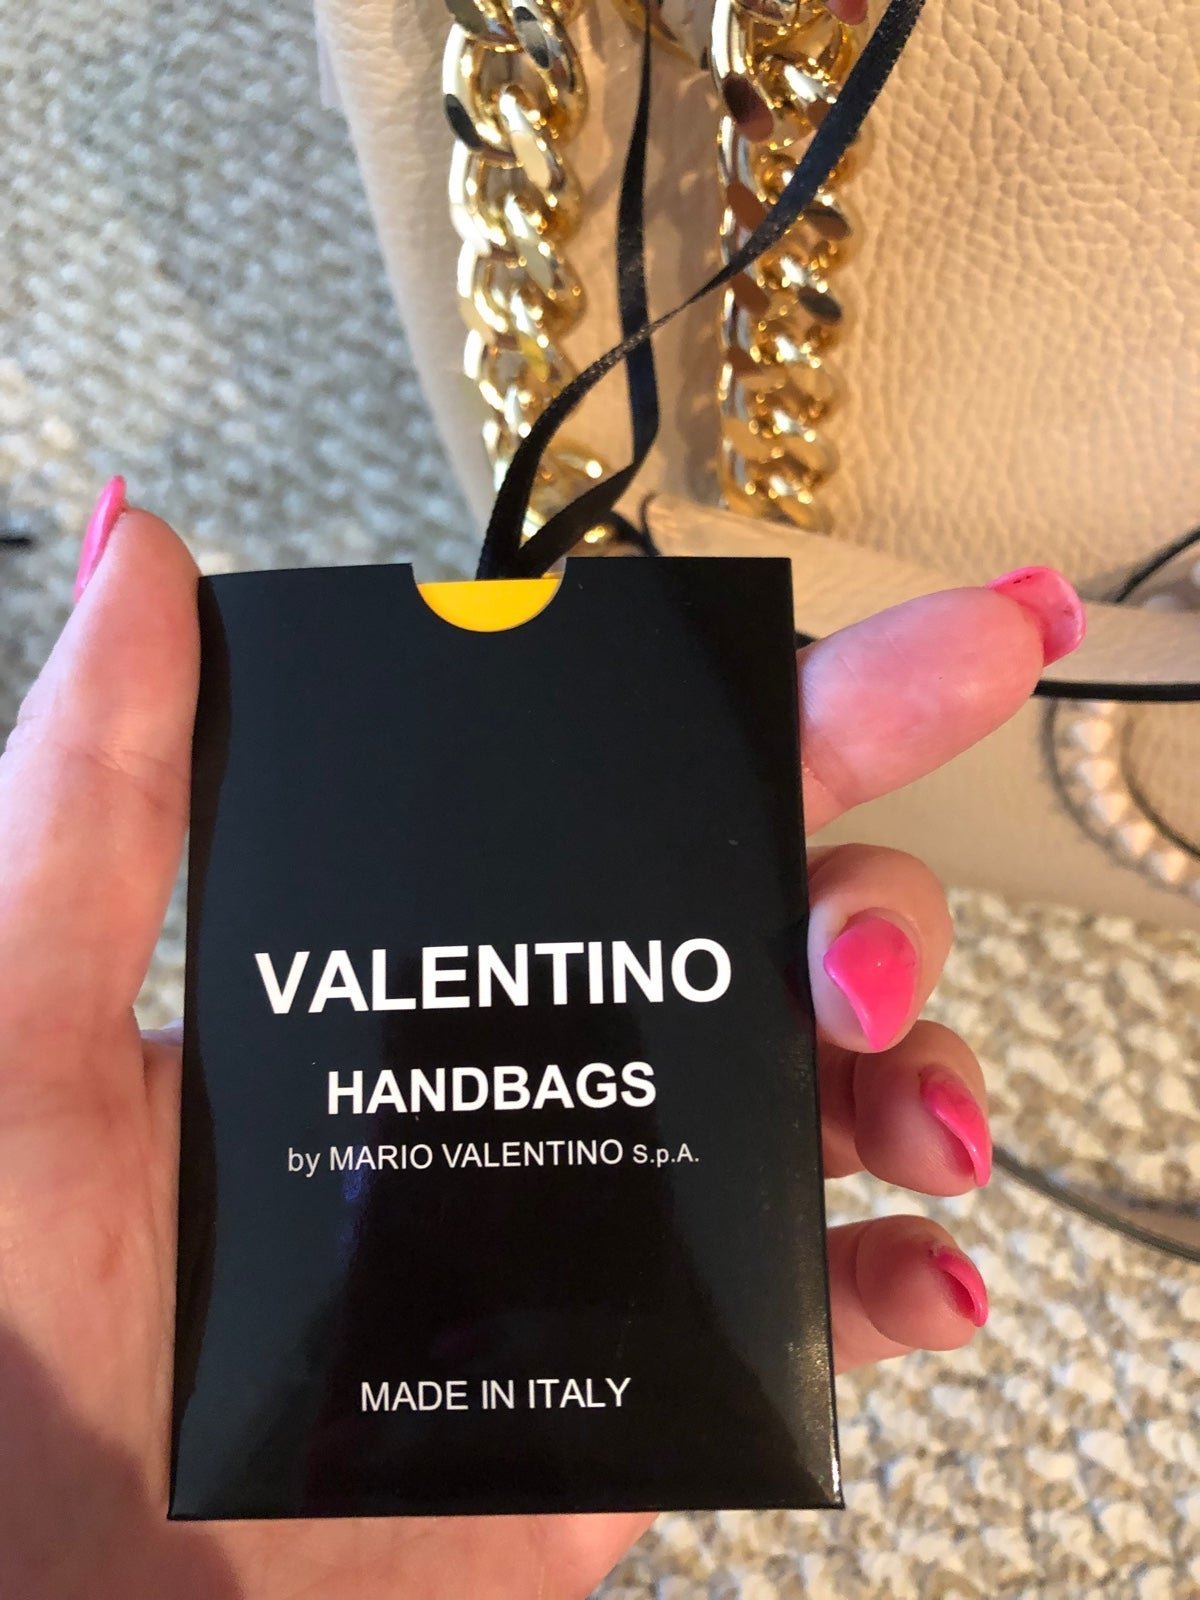 VALENTINO
HANDBAGS
by MARIO VALENTINO S.p.A.
MADE IN ITALY